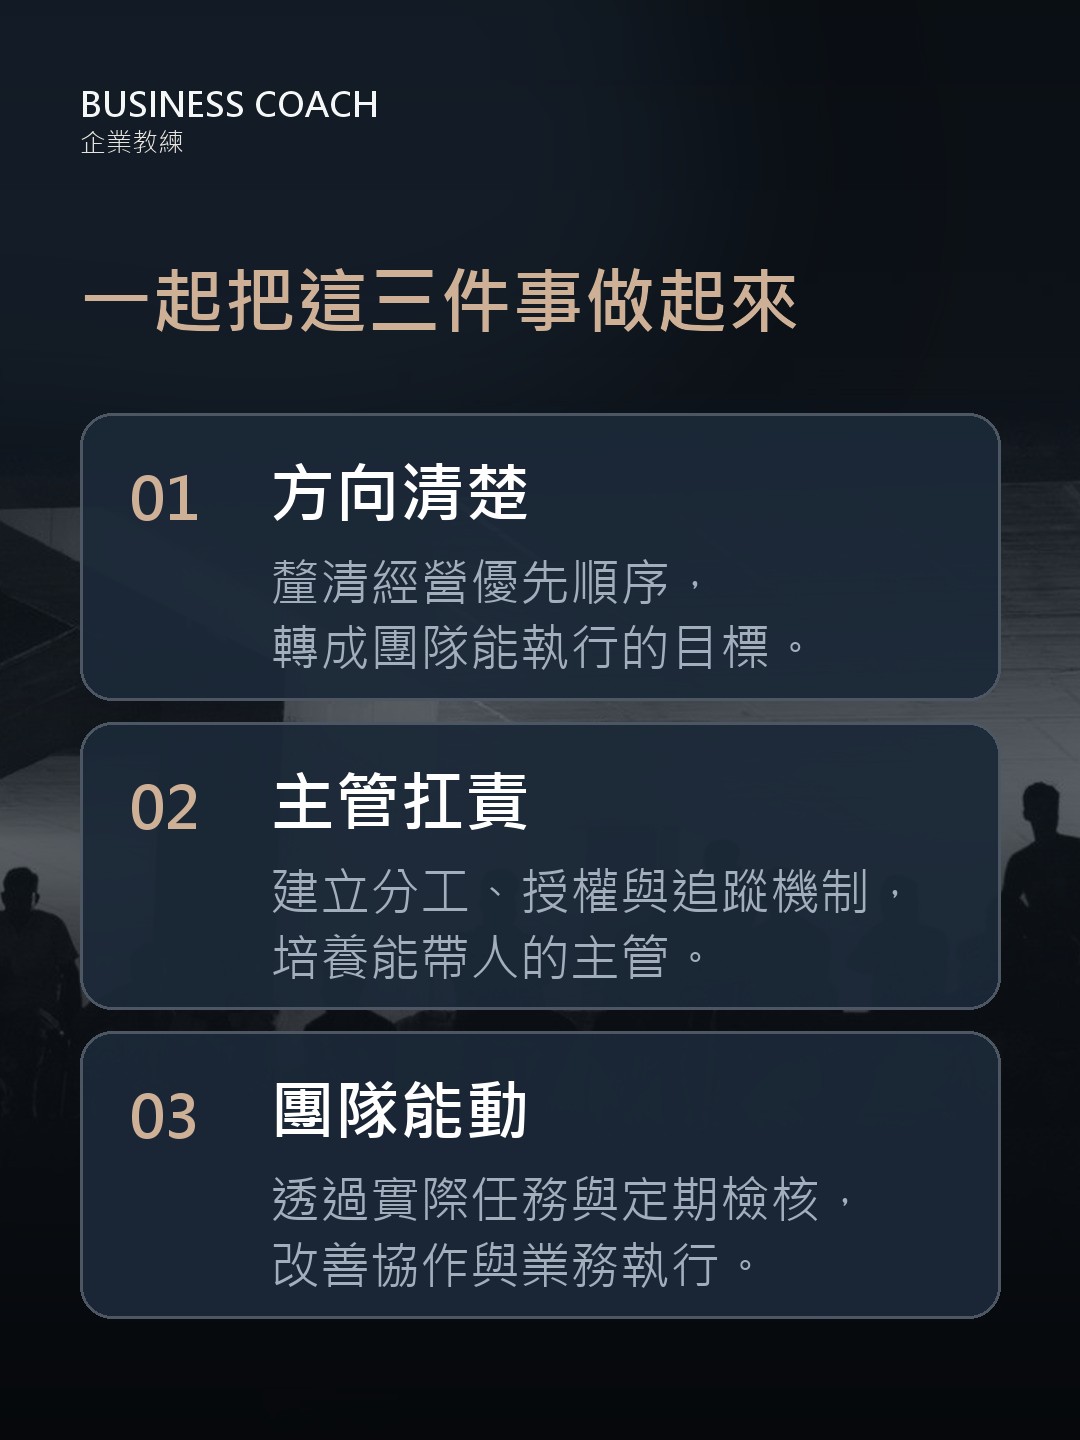 BUSINESS COACH
企業教練
一起把這三件事做起來
01
方向清楚
釐清經營優先順序，
轉成團隊能執行的目標。
02
主管扛責
建立分工、授權與追蹤機制，
培養能帶人的主管。
03
團隊能動
透過實際任務與定期檢核，
改善協作與業務執行。